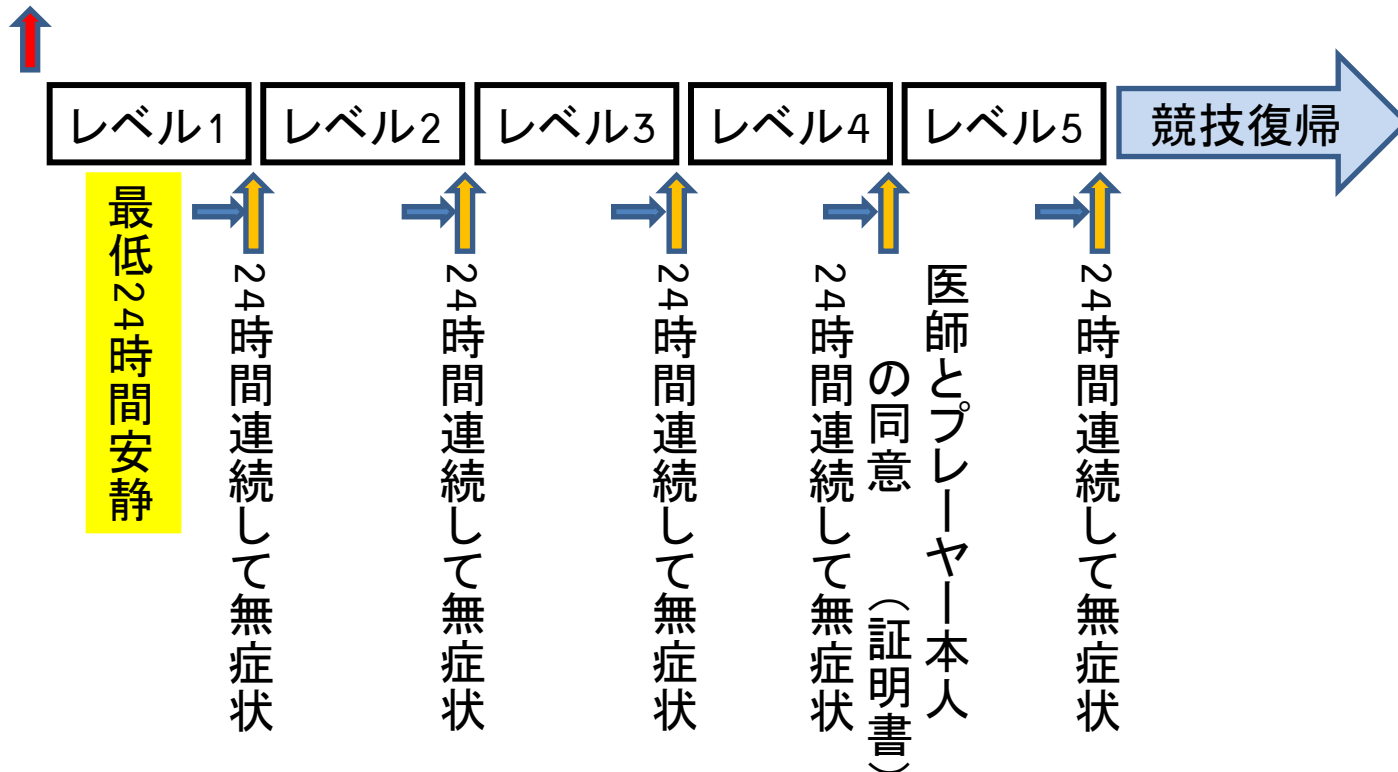 レベル1
レベル2
レベル3
レベル4
レベル5
競技復帰
最低24時間安静
24時間連続して無症状
24時間連続して無症状
24時間連続して無症状
24時間連続して無症状
医師とプレーヤー本人
の同意 （証明書）
24時間連続して無症状